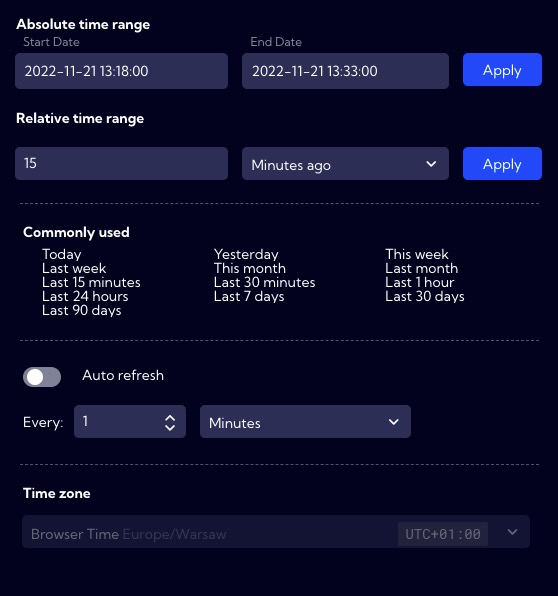 Absolute time range
Start Date End Date
2022-11-21 13:18:00 2022-11-21 13:33:00 Apply
Relative time range
15 Minutes ago Apply
Commonly used
Today Yesterday This week
Last week This month Last month
Last 15 minutes Last 30 minutes Last 1 hour
Last 24 hours Last 7 days Last 30 days
Last 90 days
Auto refresh
Every: 1 Minutes
Time zone
Browser Time Europe/Warsaw UTC+01:00